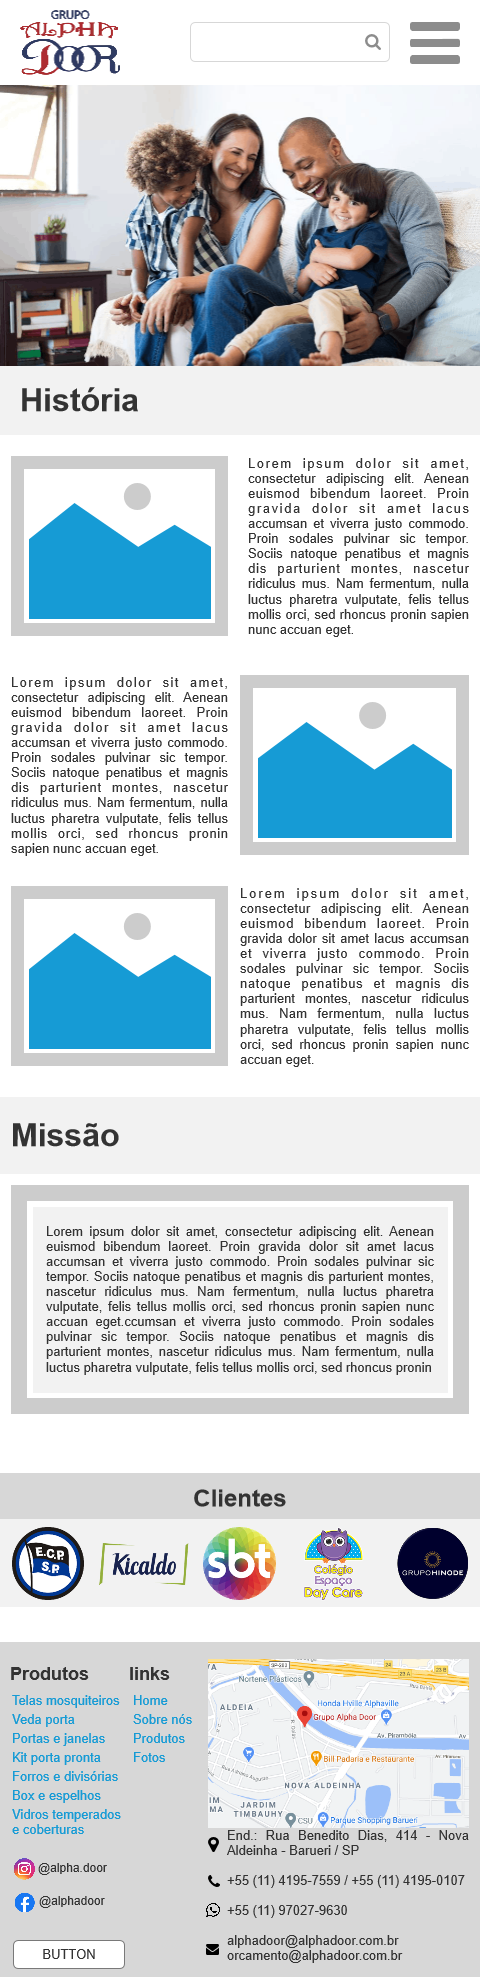 GRUPO
ALPHA
DOOR
História
Lorem ipsum dolor sit amet,
consectetur adipiscing elit. Aenean
euismod bibendum laoreet. Proin
gravida dolor sit amet lacus
accumsan et viverra justo commodo.
Proin sodales pulvinar sic tempor.
Sociis natoque penatibus et magnis
dis parturient montes, nascetur
ridiculus mus. Nam fermentum, nulla
luctus pharetra vulputate, felis tellus
mollis orci, sed rhoncus pronin sapien
nunc accuan eget.
Lorem ipsum dolor sit amet,
consectetur adipiscing elit. Aenean
euismod bibendum laoreet. Proin
gravida dolor sit amet lacus
accumsan et viverra justo commodo.
Proin sodales pulvinar sic tempor.
Sociis natoque penatibus et magnis
dis parturient montes, nascetur
ridiculus mus. Nam fermentum, nulla
luctus pharetra vulputate, felis tellus
mollis orci, sed rhoncus pronin
sapien nunc accuan eget.
Lorem ipsum dolor sit amet,
consectetur adipiscing elit. Aenean
euismod bibendum laoreet. Proin
gravida dolor sit amet lacus accumsan
et viverra justo commodo. Proin
sodales pulvinar sic tempor. Sociis
natoque penatibus et magnis dis
parturient montes, nascetur ridiculus
mus. Nam fermentum, nulla luctus
pharetra vulputate, felis tellus mollis
orci, sed rhoncus pronin sapien nunc
accuan eget.
Missão
Lorem ipsum dolor sit amet, consectetur adipiscing elit. Aenean
euismod bibendum laoreet. Proin gravida dolor sit amet lacus
accumsan et viverra justo commodo. Proin sodales pulvinar sic
tempor. Sociis natoque penatibus et magnis dis parturient montes,
nascetur ridiculus mus. Nam fermentum, nulla luctus pharetra
vulputate, felis tellus mollis orci, sed rhoncus pronin sapien nunc
accuan eget.ccumsan et viverra justo commodo. Proin sodales
pulvinar sic tempor. Sociis natoque penatibus et magnis dis
parturient montes, nascetur ridiculus mus. Nam fermentum, nulla
luctus pharetra vulputate, felis tellus mollis orci, sed rhoncus pronin
Clientes
E.C.P.
S.P.
Kicaldo
sbt
Colégio
Espaço
Day Care
GRUPOHINODE
Produtos
Telas mosquiteiros
Veda porta
Portas e janelas
Kit porta pronta
Forros e divisórias
Box e espelhos
Vidros temperados
e coberturas
@alpha.door
@alphadoor
BUTTON
links
Home
Sobre nós
Produtos
Fotos
SP-280
23 B
23
Nortene Plásticos
ALDEIA
Honda Hville Alphaville
Grupo Alpha Door
Av. Piramboia
Bill Padaria e Restaurante
Rua Augusto Augusto
NOVA ALDEINHA
JARDIM
TIMBAUHY
CSU
Parque Shopping Barueri
End.: Rua Benedito Dias, 414 - Nova
Aldeinha - Barueri / SP
+55 (11) 4195-7559 / +55 (11) 4195-0107
+55 (11) 97027-9630
alphadoor@alphadoor.com.br
orcamento@alphadoor.com.br